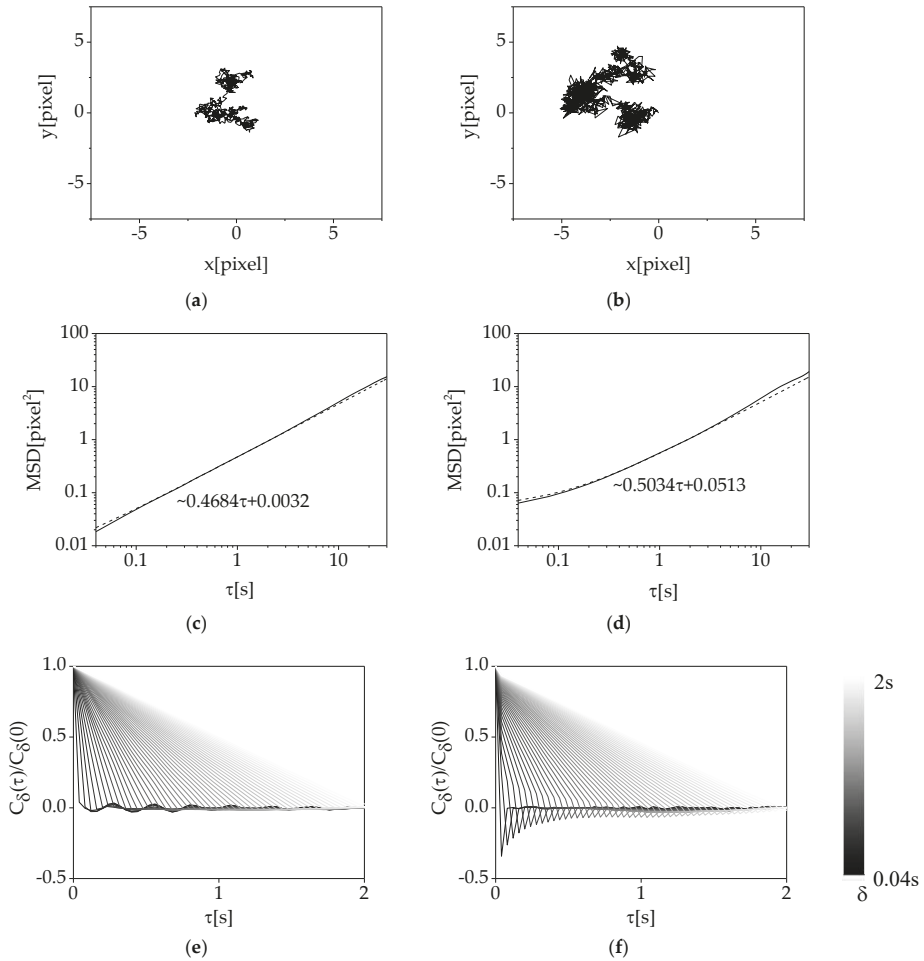 y[pixel]
5
0
-5
-5
0
5
x[pixel]
(a)
y[pixel]
5
0
-5
-5
0
5
x[pixel]
(b)
MSD[pixel²]
100
10
1
0.1
0.01
~0.4684τ+0.0032
0.1
1
10
τ[s]
(c)
MSD[pixel²]
100
10
1
0.1
0.01
~0.5034τ+0.0513
0.1
1
10
τ[s]
(d)
Cδ(τ)/Cδ(0)
1.0
0.5
0.0
-0.5
0
1
2
τ[s]
(e)
Cδ(τ)/Cδ(0)
1.0
0.5
0.0
-0.5
0
1
2
τ[s]
(f)
2s
0.04s
δ